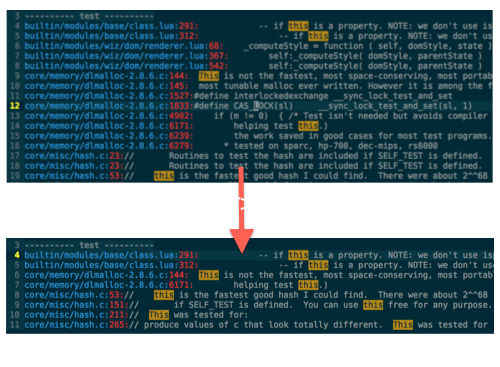 3 ---------- test ----------
4 builtin/modules/base/class.lua:291: -- if this is a property. NOTE: we don't use is
5 builtin/modules/base/class.lua:312: -- if this is a property. NOTE: we don't us
6 builtin/modules/wiz/dom/renderer.lua:68: _computeStyle = function ( self, domStyle, state )
7 builtin/modules/wiz/dom/renderer.lua:367: self:_computeStyle( domStyle, parentState )
8 builtin/modules/wiz/dom/renderer.lua:542: self:_computeStyle( domStyle, parentState )
9 core/memory/dlmalloc-2.8.6.c:144: This is not the fastest, most space-conserving, most portab
10 core/memory/dlmalloc-2.8.6.c:145: most tunable malloc ever written. However it is among the f
11 core/memory/dlmalloc-2.8.6.c:1527:#define interlockedexchange __sync_lock_test_and_set
12 core/memory/dlmalloc-2.8.6.c:1833:#define CAS_LOCK(sl) __sync_lock_test_and_set(sl, 1)
13 core/memory/dlmalloc-2.8.6.c:4982: if (m != 0) { /* Test isn't needed but avoids compiler
14 core/memory/dlmalloc-2.8.6.c:6171: helping test this.)
15 core/memory/dlmalloc-2.8.6.c:6239: the work saved in good cases for most test programs.
16 core/memory/dlmalloc-2.8.6.c:6279 * tested on sparc, hp-700, dec-mips, rs6000
17 core/misc/hash.c:23:// Routines to test the hash are included if SELF_TEST is defined.
18 core/misc/hash.c:23:// Routines to test the hash are included if SELF_TEST is defined.
19 core/misc/hash.c:53:// this is the fastest good hash I could find. There were about 2^^68
3 ---------- test ----------
4 builtin/modules/base/class.lua:291: -- if this is a property. NOTE: we don't use is
5 builtin/modules/base/class.lua:312: -- if this is a property. NOTE: we don't us
6 core/memory/dlmalloc-2.8.6.c:144: This is not the fastest, most space-conserving, most portab
7 core/memory/dlmalloc-2.8.6.c:6171: helping test this.)
8 core/misc/hash.c:53:// this is the fastest good hash I could find. There were about 2^^68
9 core/misc/hash.c:151:// if SELF_TEST is defined. You can use this free for any purpose.
10 core/misc/hash.c:211:// This was tested for:
11 core/misc/hash.c:265:// produce values of c that look totally different. This was tested for